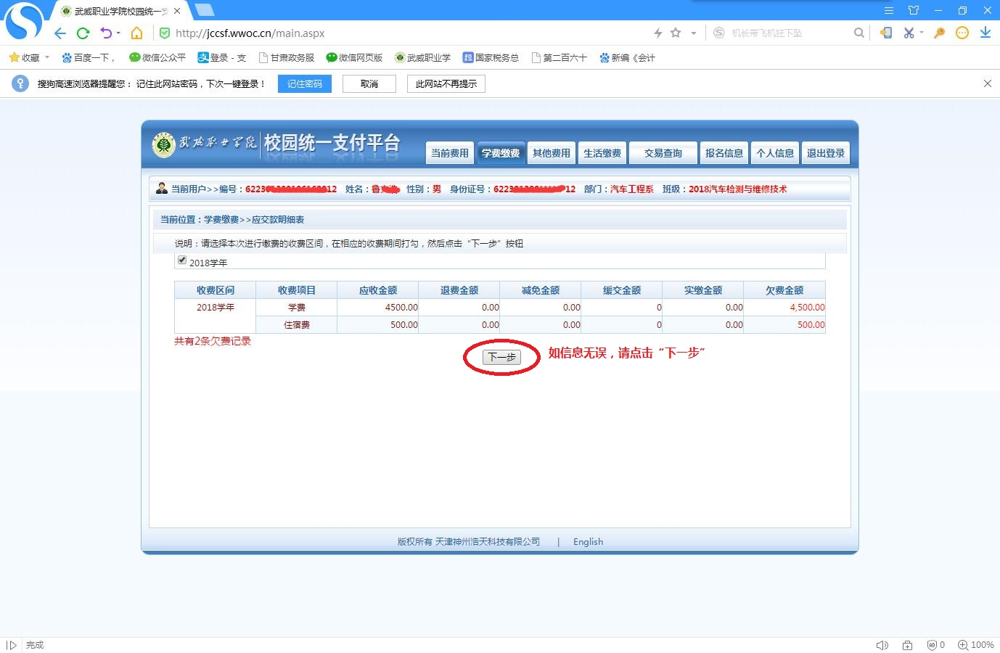 武威职业学院校园统一支
http://jccsf.wwoc.cn/main.aspx
机长带飞机狂下坠
收藏 百度一下， 微信公众平 登录 - 支 甘肃政务服 微信网页版 武威职业学 国家税务总 第二百六十 新编《会计
搜狗高速浏览器提醒您： 记住此网站密码，下次一键登录！ 记住密码 取消 此网站不再提示
武威职业学院 校园统一支付平台
当前费用 学费缴费 其他费用 生活缴费 交易查询 报名信息 个人信息 退出登录
当前用户>>编号：622 12 姓名：鲁 性别：男 身份证号：622 12 部门：汽车工程系 班级：2018汽车检测与维修技术
当前位置：学费缴费>>应交款明细表
说明：请选择本次进行缴费的收费区间，在相应的收费期间打勾，然后点击“下一步”按钮
2018学年
收费区间 收费项目 应收金额 退费金额 减免金额 缓交金额 实缴金额 欠费金额
2018学年 学费 4500.00 0.00 0.00 0 0.00 4,500.00
住宿费 500.00 0.00 0.00 0 0.00 500.00
共有2条欠费记录
下一步 如信息无误，请点击“下一步”
版权所有 天津神州浩天科技有限公司 | English
完成 0 100%